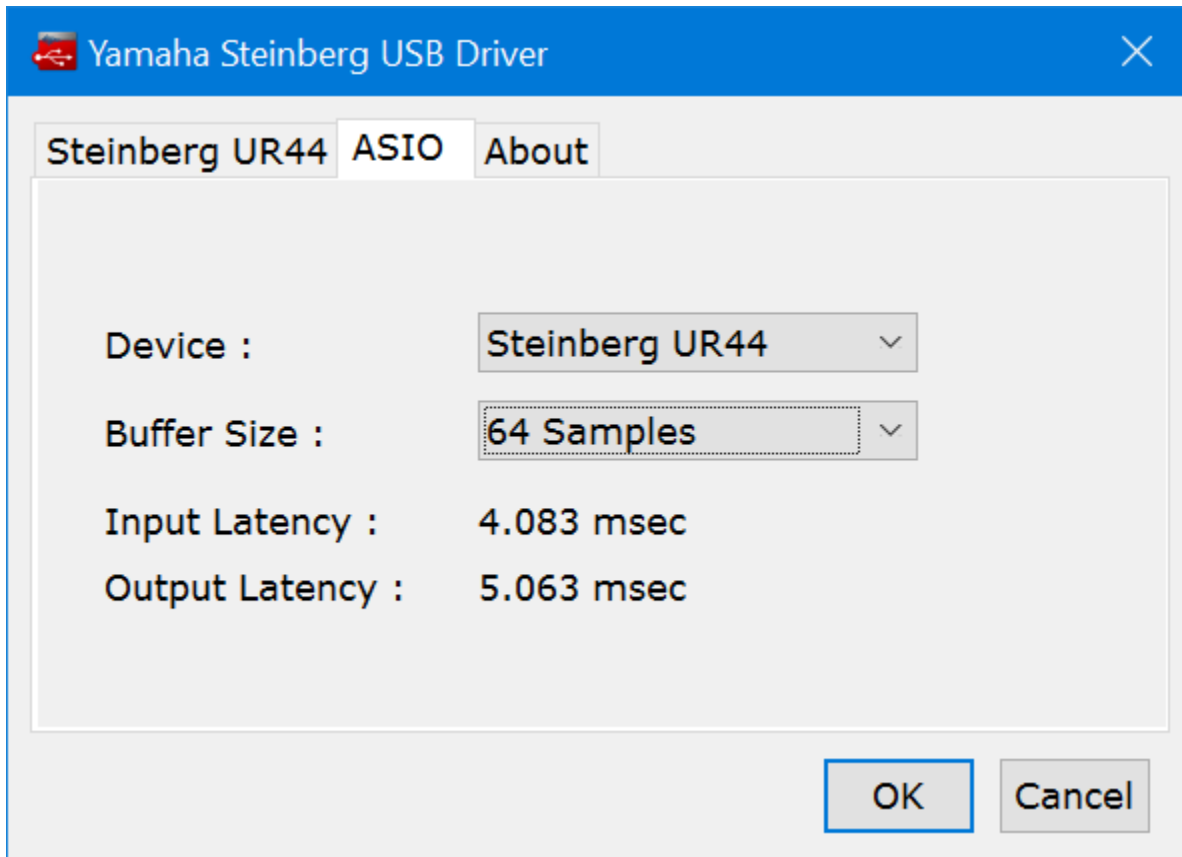 Yamaha Steinberg USB Driver
Steinberg UR44 ASIO About
Device : Steinberg UR44
Buffer Size : 64 Samples
Input Latency : 4.083 msec
Output Latency : 5.063 msec
OK Cancel